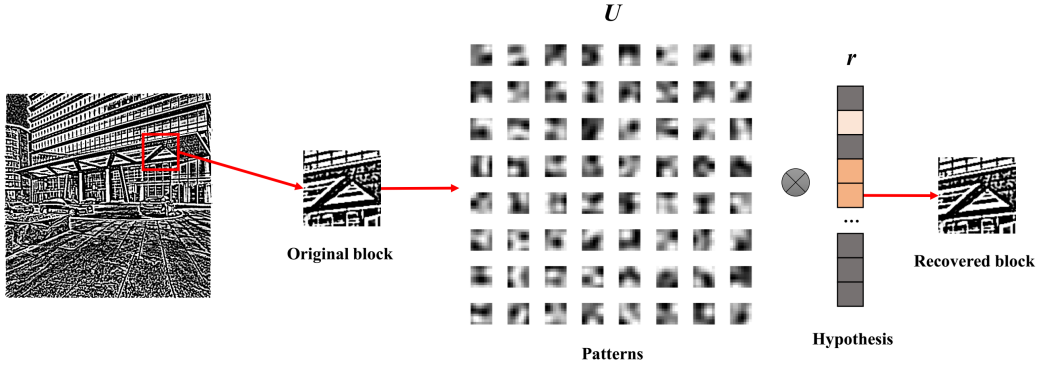 U
r
...
Original block
Recovered block
Hypothesis
Patterns